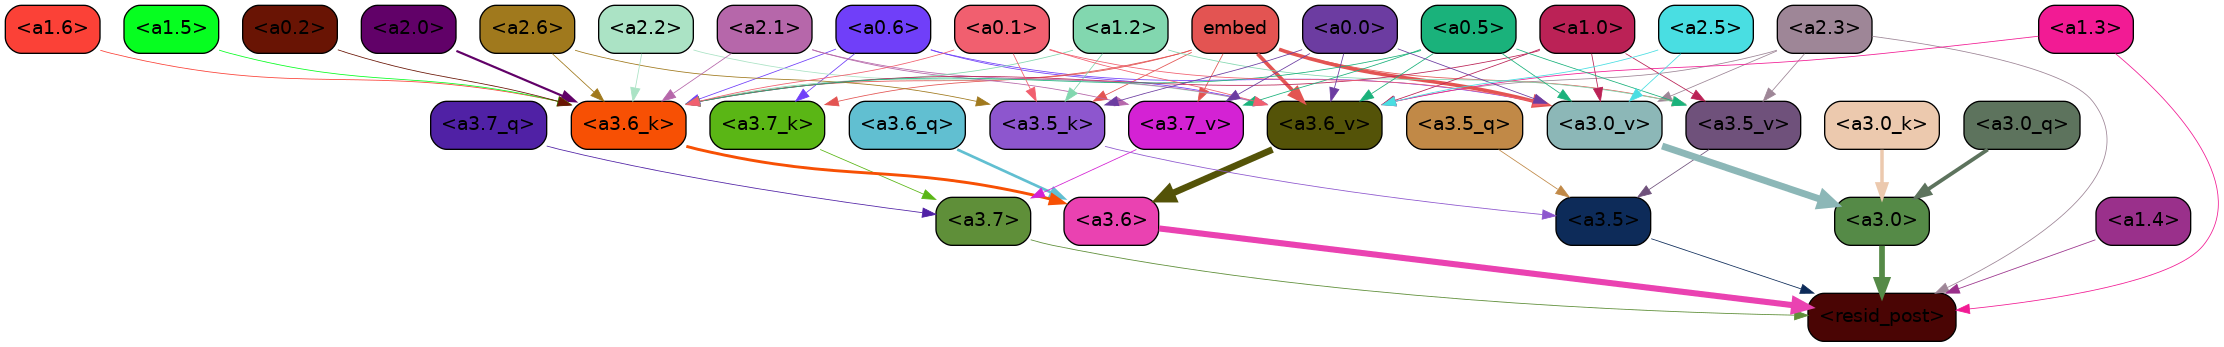 <a1.6> <a1.5> <a0.2> <a2.0> <a2.6> <a2.2> <a2.1> <a0.6> <a0.1> <a1.2> embed <a0.0> <a0.5> <a1.0> <a2.5> <a2.3> <a1.3>
<a3.7_q> <a3.6_k> <a3.7_k> <a3.6_q> <a3.5_k> <a3.7_v> <a3.6_v> <a3.5_q> <a3.0_v> <a3.5_v> <a3.0_k> <a3.0_q>
<a3.7> <a3.6> <a3.5> <a3.0> <a1.4>
<resid_post>